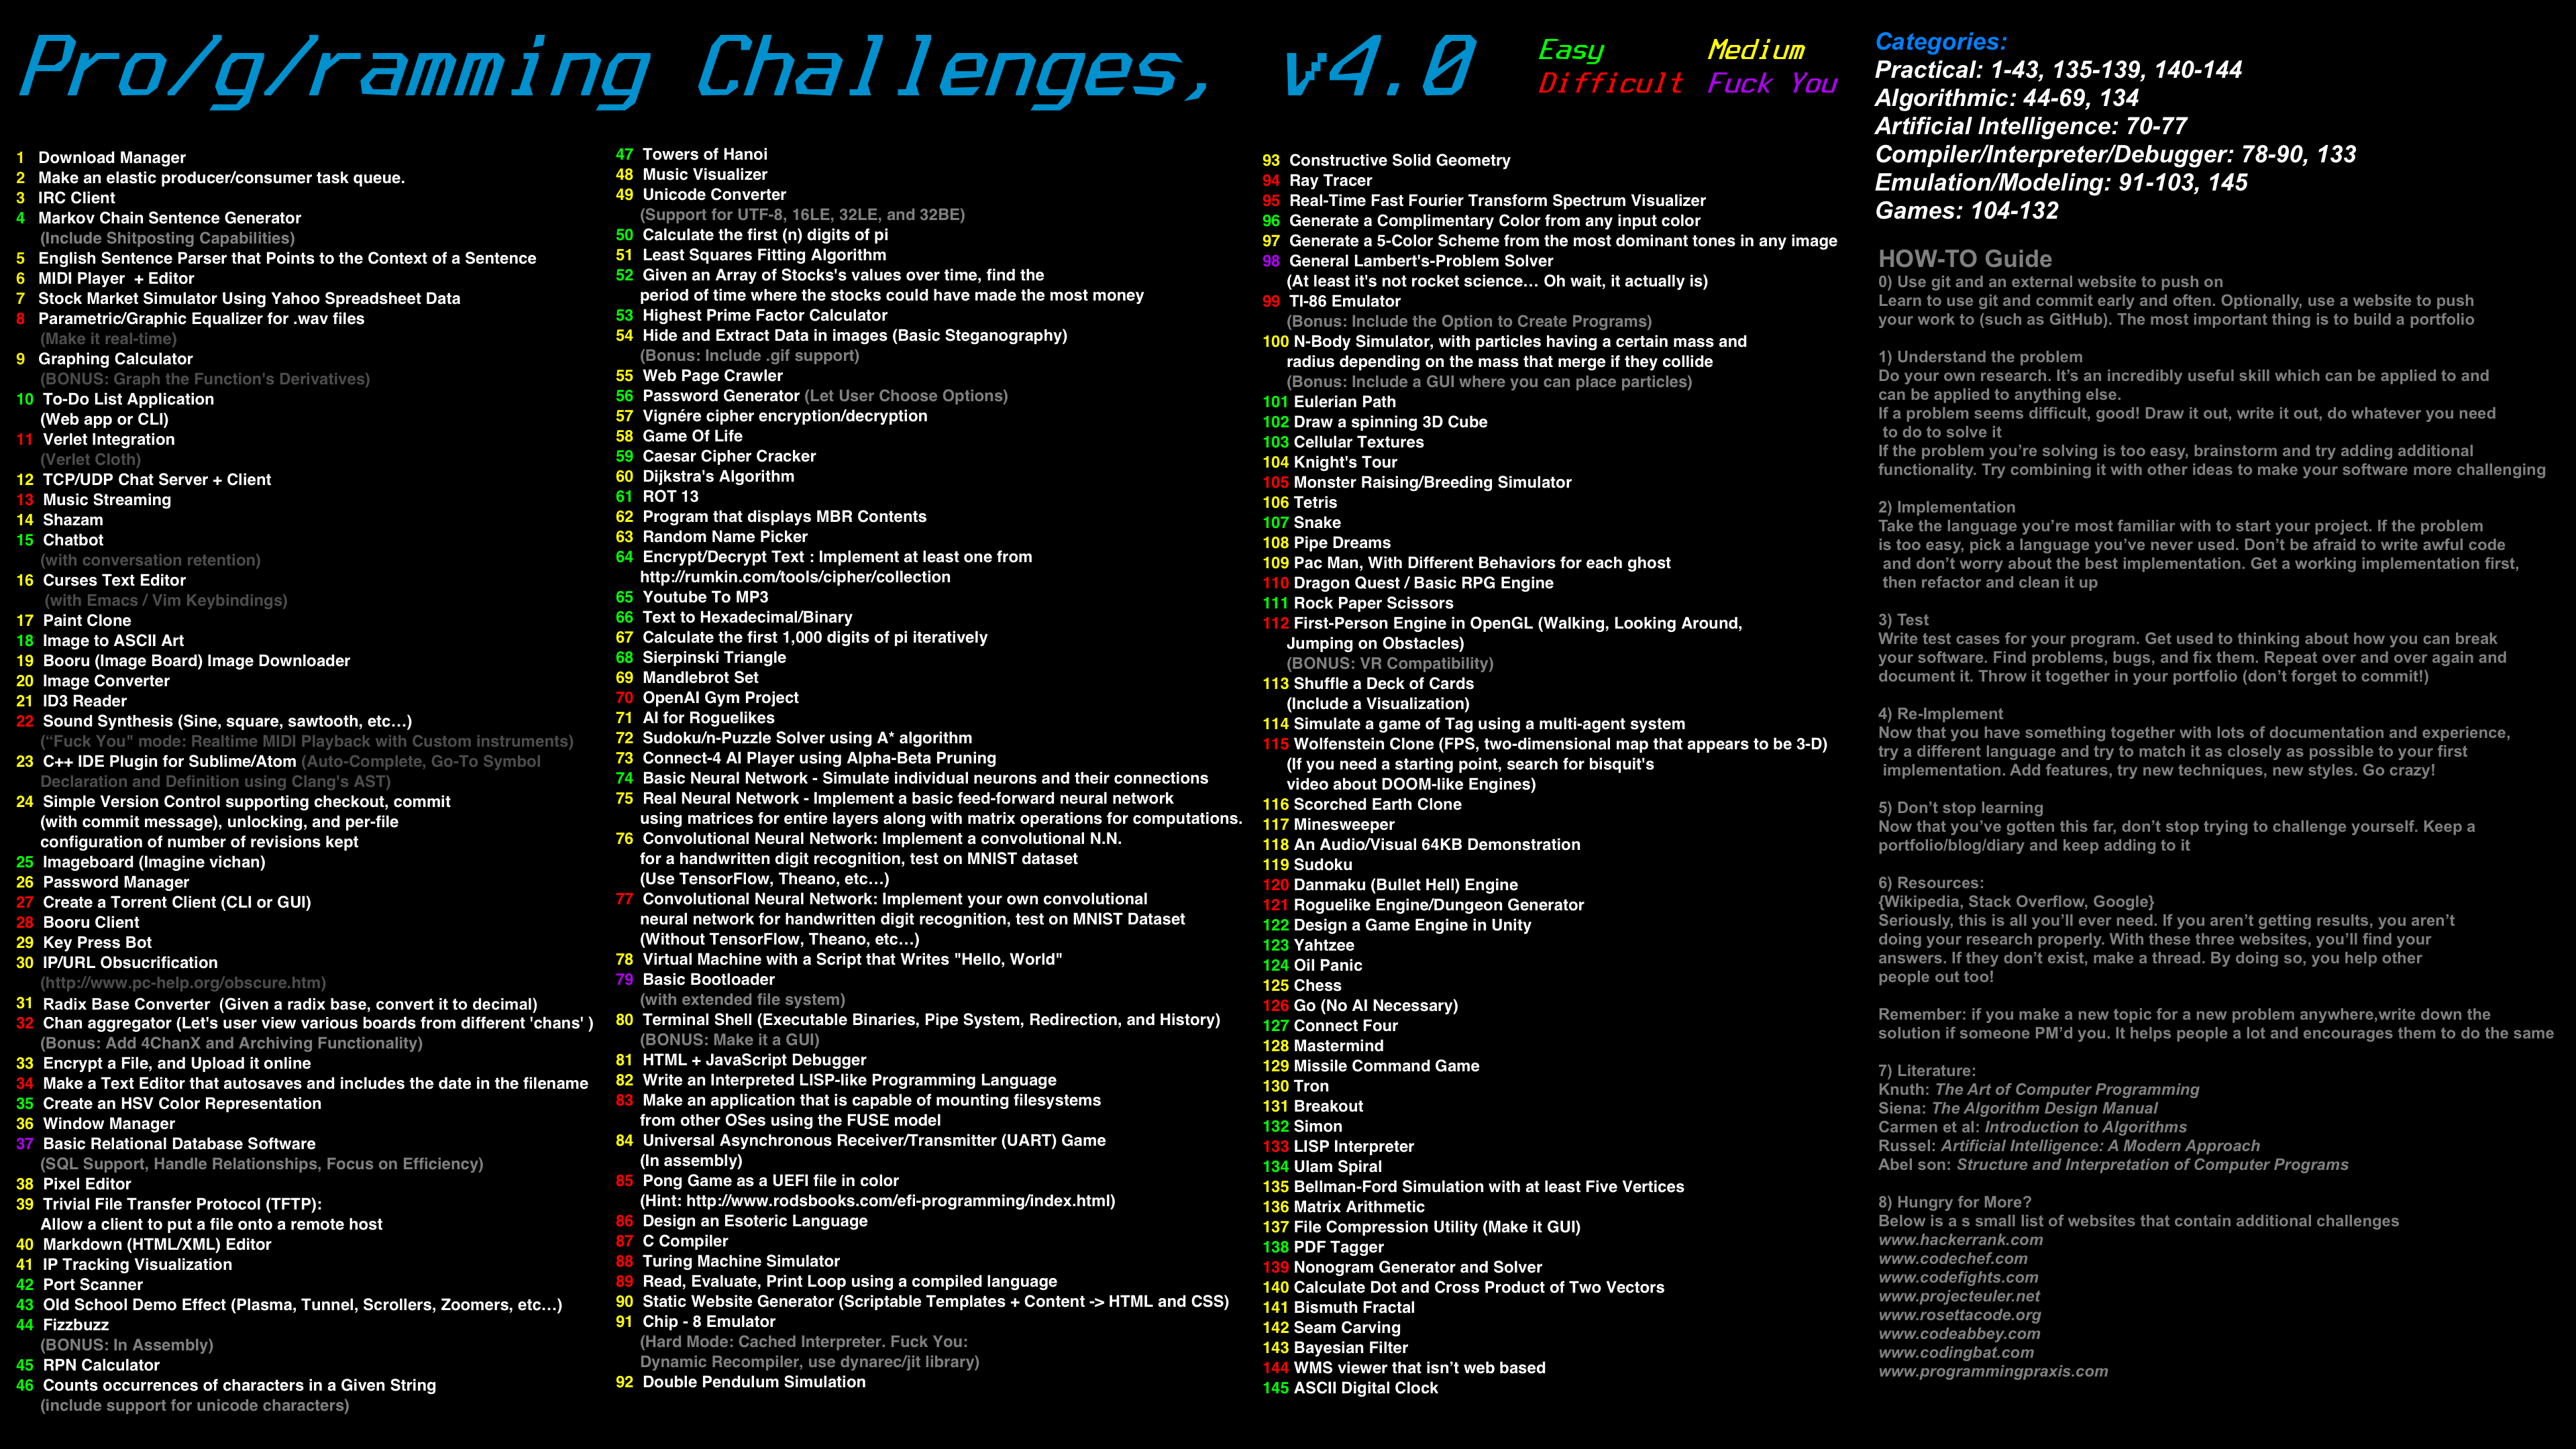 Pro/g/ramming Challenges, v4.0
Easy
Medium
Difficult
Fuck You
1 Download Manager
2 Make an elastic producer/consumer task queue.
3 IRC Client
4 Markov Chain Sentence Generator
(Include Shitposting Capabilities)
5 English Sentence Parser that Points to the Context of a Sentence
6 MIDI Player + Editor
7 Stock Market Simulator Using Yahoo Spreadsheet Data
8 Parametric/Graphic Equalizer for .wav files
(Make it real-time)
9 Graphing Calculator
(BONUS: Graph the Function's Derivatives)
10 To-Do List Application
(Web app or CLI)
11 Verlet Integration
(Verlet Cloth)
12 TCP/UDP Chat Server + Client
13 Music Streaming
14 Shazam
15 Chatbot
(with conversation retention)
16 Curses Text Editor
(with Emacs / Vim Keybindings)
17 Paint Clone
18 Image to ASCII Art
19 Booru (Image Board) Image Downloader
20 Image Converter
21 ID3 Reader
22 Sound Synthesis (Sine, square, sawtooth, etc...)
(“Fuck You" mode: Realtime MIDI Playback with Custom instruments)
23 C++ IDE Plugin for Sublime/Atom (Auto-Complete, Go-To Symbol
Declaration and Definition using Clang's AST)
24 Simple Version Control supporting checkout, commit
(with commit message), unlocking, and per-file
configuration of number of revisions kept
25 Imageboard (Imagine vichan)
26 Password Manager
27 Create a Torrent Client (CLI or GUI)
28 Booru Client
29 Key Press Bot
30 IP/URL Obsucrification
(http://www.pc-help.org/obscure.htm)
31 Radix Base Converter (Given a radix base, convert it to decimal)
32 Chan aggregator (Let's user view various boards from different 'chans' )
(Bonus: Add 4ChanX and Archiving Functionality)
33 Encrypt a File, and Upload it online
34 Make a Text Editor that autosaves and includes the date in the filename
35 Create an HSV Color Representation
36 Window Manager
37 Basic Relational Database Software
(SQL Support, Handle Relationships, Focus on Efficiency)
38 Pixel Editor
39 Trivial File Transfer Protocol (TFTP):
Allow a client to put a file onto a remote host
40 Markdown (HTML/XML) Editor
41 IP Tracking Visualization
42 Port Scanner
43 Old School Demo Effect (Plasma, Tunnel, Scrollers, Zoomers, etc...)
44 Fizzbuzz
(BONUS: In Assembly)
45 RPN Calculator
46 Counts occurrences of characters in a Given String
(include support for unicode characters)
47 Towers of Hanoi
48 Music Visualizer
49 Unicode Converter
(Support for UTF-8, 16LE, 32LE, and 32BE)
50 Calculate the first (n) digits of pi
51 Least Squares Fitting Algorithm
52 Given an Array of Stocks's values over time, find the
period of time where the stocks could have made the most money
53 Highest Prime Factor Calculator
54 Hide and Extract Data in images (Basic Steganography)
(Bonus: Include .gif support)
55 Web Page Crawler
56 Password Generator (Let User Choose Options)
57 Vignére cipher encryption/decryption
58 Game Of Life
59 Caesar Cipher Cracker
60 Dijkstra's Algorithm
61 ROT 13
62 Program that displays MBR Contents
63 Random Name Picker
64 Encrypt/Decrypt Text : Implement at least one from
http://rumkin.com/tools/cipher/collection
65 Youtube To MP3
66 Text to Hexadecimal/Binary
67 Calculate the first 1,000 digits of pi iteratively
68 Sierpinski Triangle
69 Mandlebrot Set
70 OpenAI Gym Project
71 AI for Roguelikes
72 Sudoku/n-Puzzle Solver using A* algorithm
73 Connect-4 AI Player using Alpha-Beta Pruning
74 Basic Neural Network - Simulate individual neurons and their connections
75 Real Neural Network - Implement a basic feed-forward neural network
using matrices for entire layers along with matrix operations for computations.
76 Convolutional Neural Network: Implement a convolutional N.N.
for a handwritten digit recognition, test on MNIST dataset
(Use TensorFlow, Theano, etc...)
77 Convolutional Neural Network: Implement your own convolutional
neural network for handwritten digit recognition, test on MNIST Dataset
(Without TensorFlow, Theano, etc...)
78 Virtual Machine with a Script that Writes "Hello, World"
79 Basic Bootloader
(with extended file system)
80 Terminal Shell (Executable Binaries, Pipe System, Redirection, and History)
(BONUS: Make it a GUI)
81 HTML + JavaScript Debugger
82 Write an Interpreted LISP-like Programming Language
83 Make an application that is capable of mounting filesystems
from other OSes using the FUSE model
84 Universal Asynchronous Receiver/Transmitter (UART) Game
(In assembly)
85 Pong Game as a UEFI file in color
(Hint: http://www.rodsbooks.com/efi-programming/index.html)
86 Design an Esoteric Language
87 C Compiler
88 Turing Machine Simulator
89 Read, Evaluate, Print Loop using a compiled language
90 Static Website Generator (Scriptable Templates + Content -> HTML and CSS)
91 Chip - 8 Emulator
(Hard Mode: Cached Interpreter. Fuck You:
Dynamic Recompiler, use dynarec/jit library)
92 Double Pendulum Simulation
93 Constructive Solid Geometry
94 Ray Tracer
95 Real-Time Fast Fourier Transform Spectrum Visualizer
96 Generate a Complimentary Color from any input color
97 Generate a 5-Color Scheme from the most dominant tones in any image
98 General Lambert's-Problem Solver
(At least it's not rocket science... Oh wait, it actually is)
99 TI-86 Emulator
(Bonus: Include the Option to Create Programs)
100 N-Body Simulator, with particles having a certain mass and
radius depending on the mass that merge if they collide
(Bonus: Include a GUI where you can place particles)
101 Eulerian Path
102 Draw a spinning 3D Cube
103 Cellular Textures
104 Knight's Tour
105 Monster Raising/Breeding Simulator
106 Tetris
107 Snake
108 Pipe Dreams
109 Pac Man, With Different Behaviors for each ghost
110 Dragon Quest / Basic RPG Engine
111 Rock Paper Scissors
112 First-Person Engine in OpenGL (Walking, Looking Around,
Jumping on Obstacles)
(BONUS: VR Compatibility)
113 Shuffle a Deck of Cards
(Include a Visualization)
114 Simulate a game of Tag using a multi-agent system
115 Wolfenstein Clone (FPS, two-dimensional map that appears to be 3-D)
(If you need a starting point, search for bisquit's
video about DOOM-like Engines)
116 Scorched Earth Clone
117 Minesweeper
118 An Audio/Visual 64KB Demonstration
119 Sudoku
120 Danmaku (Bullet Hell) Engine
121 Roguelike Engine/Dungeon Generator
122 Design a Game Engine in Unity
123 Yahtzee
124 Oil Panic
125 Chess
126 Go (No AI Necessary)
127 Connect Four
128 Mastermind
129 Missile Command Game
130 Tron
131 Breakout
132 Simon
133 LISP Interpreter
134 Ulam Spiral
135 Bellman-Ford Simulation with at least Five Vertices
136 Matrix Arithmetic
137 File Compression Utility (Make it GUI)
138 PDF Tagger
139 Nonogram Generator and Solver
140 Calculate Dot and Cross Product of Two Vectors
141 Bismuth Fractal
142 Seam Carving
143 Bayesian Filter
144 WMS viewer that isn’t web based
145 ASCII Digital Clock
Categories:
Practical: 1-43, 135-139, 140-144
Algorithmic: 44-69, 134
Artificial Intelligence: 70-77
Compiler/Interpreter/Debugger: 78-90, 133
Emulation/Modeling: 91-103, 145
Games: 104-132
HOW-TO Guide
0) Use git and an external website to push on
Learn to use git and commit early and often. Optionally, use a website to push
your work to (such as GitHub). The most important thing is to build a portfolio
1) Understand the problem
Do your own research. It’s an incredibly useful skill which can be applied to and
can be applied to anything else.
If a problem seems difficult, good! Draw it out, write it out, do whatever you need
to do to solve it
If the problem you’re solving is too easy, brainstorm and try adding additional
functionality. Try combining it with other ideas to make your software more challenging
2) Implementation
Take the language you’re most familiar with to start your project. If the problem
is too easy, pick a language you’ve never used. Don’t be afraid to write awful code
and don’t worry about the best implementation. Get a working implementation first,
then refactor and clean it up
3) Test
Write test cases for your program. Get used to thinking about how you can break
your software. Find problems, bugs, and fix them. Repeat over and over again and
document it. Throw it together in your portfolio (don’t forget to commit!)
4) Re-Implement
Now that you have something together with lots of documentation and experience,
try a different language and try to match it as closely as possible to your first
implementation. Add features, try new techniques, new styles. Go crazy!
5) Don’t stop learning
Now that you’ve gotten this far, don’t stop trying to challenge yourself. Keep a
portfolio/blog/diary and keep adding to it
6) Resources:
{Wikipedia, Stack Overflow, Google}
Seriously, this is all you’ll ever need. If you aren’t getting results, you aren’t
doing your research properly. With these three websites, you’ll find your
answers. If they don’t exist, make a thread. By doing so, you help other
people out too!
Remember: if you make a new topic for a new problem anywhere,write down the
solution if someone PM’d you. It helps people a lot and encourages them to do the same
7) Literature:
Knuth: The Art of Computer Programming
Siena: The Algorithm Design Manual
Carmen et al: Introduction to Algorithms
Russel: Artificial Intelligence: A Modern Approach
Abel son: Structure and Interpretation of Computer Programs
8) Hungry for More?
Below is a s small list of websites that contain additional challenges
www.hackerrank.com
www.codechef.com
www.codefights.com
www.projecteuler.net
www.rosettacode.org
www.codeabbey.com
www.codingbat.com
www.programmingpraxis.com